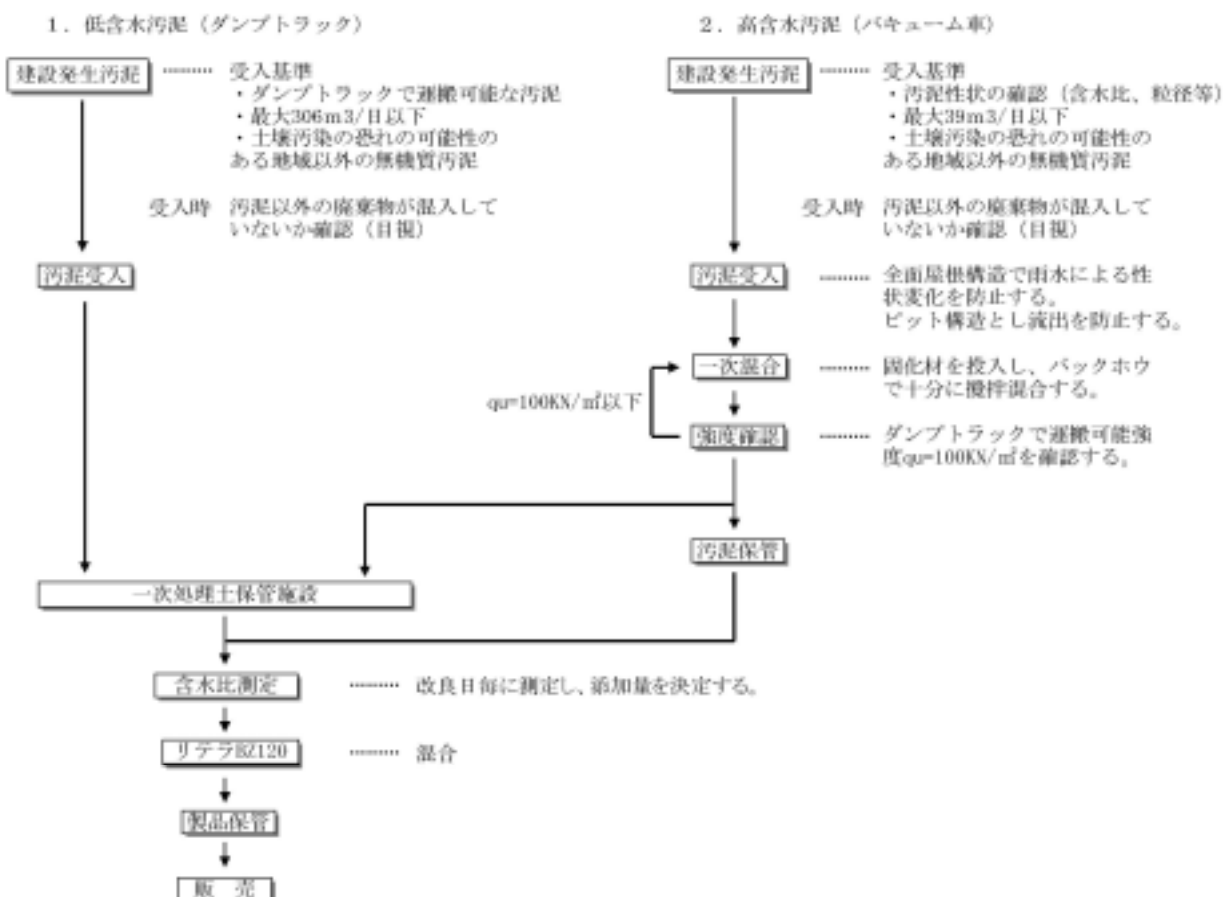 1．低含水汚泥（ダンプトラック）
建設発生汚泥
受入基準
・ダンプトラックで運搬可能な汚泥
・最大306m3/日以下
・土壌汚染の恐れの可能性の
ある地域以外の無機質汚泥
受入時 汚泥以外の廃棄物が混入して
いないか確認（目視）
汚泥受入
2．高含水汚泥（バキューム車）
建設発生汚泥
受入基準
・汚泥性状の確認（含水比、粒径等）
・最大39m3/日以下
・土壌汚染の恐れの可能性の
ある地域以外の無機質汚泥
受入時 汚泥以外の廃棄物が混入して
いないか確認（目視）
汚泥受入
全面屋根構造で雨水による性
状変化を防止する。
ピット構造とし流出を防止する。
一次混合
固化材を投入し、バックホウ
で十分に攪拌混合する。
qu=100KN/㎡以下
強度確認
ダンプトラックで運搬可能強
度qu=100KN/㎡を確認する。
汚泥保管
一次処理土保管施設
含水比測定
改良日毎に測定し、添加量を決定する。
リテラBZ120
混合
製品保管
販 売